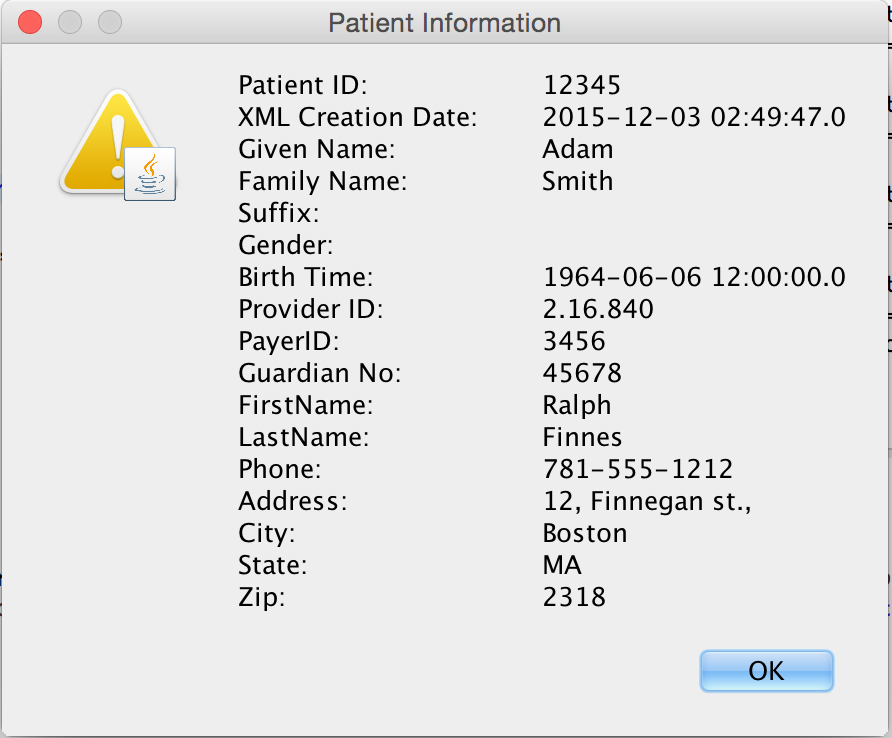 Patient Information
Patient ID: 12345
XML Creation Date: 2015-12-03 02:49:47.0
Given Name: Adam
Family Name: Smith
Suffix:
Gender:
Birth Time: 1964-06-06 12:00:00.0
Provider ID: 2.16.840
PayerID: 3456
Guardian No: 45678
FirstName: Ralph
LastName: Finnes
Phone: 781-555-1212
Address: 12, Finnegan st.,
City: Boston
State: MA
Zip: 2318
OK